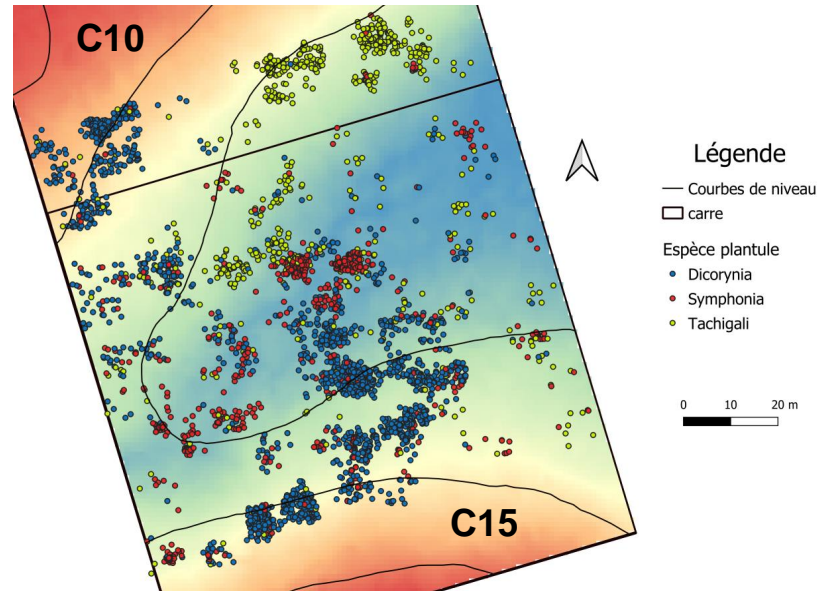 C10
C15
Légende
Courbes de niveau
carre
Espèce plantule
Dicorynia
Symphonia
Tachigali
0 10 20 m